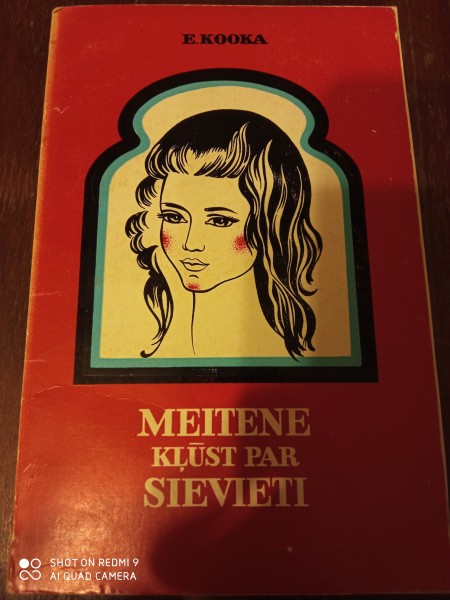 E. KOOKA
MEITENE
KĻŪST PAR
SIEVIETI
SHOT ON REDMI 9
AI QUAD CAMERA